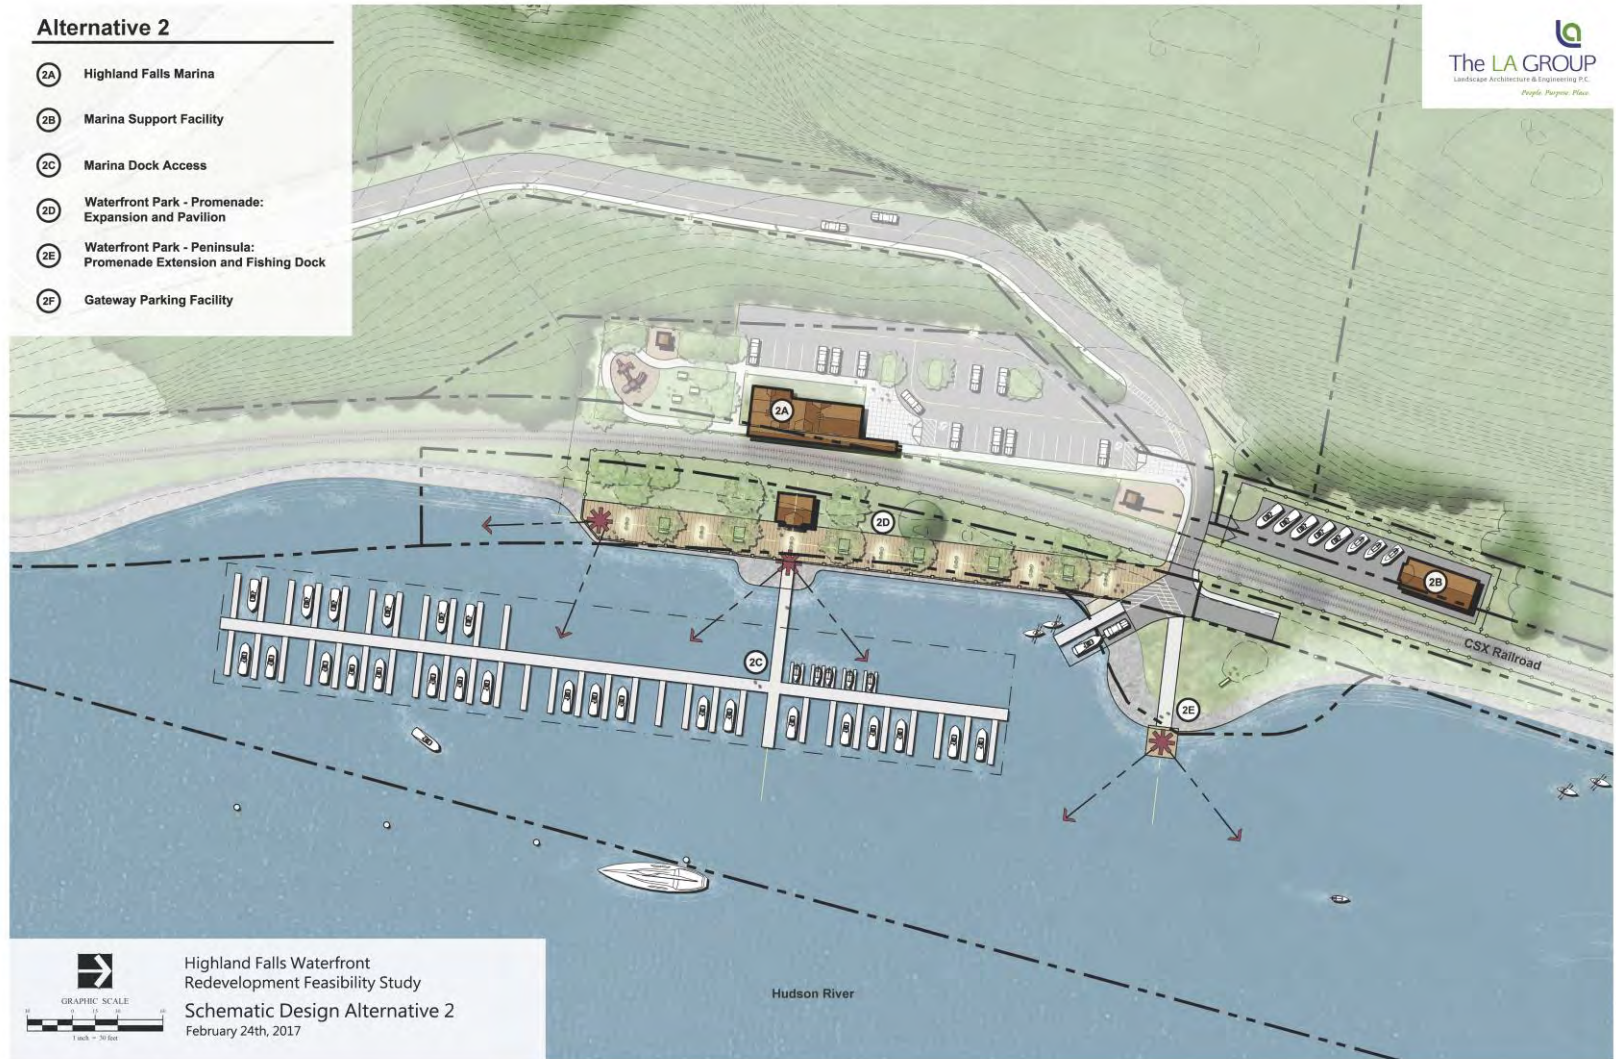 Alternative 2
2A Highland Falls Marina
2B Marina Support Facility
2C Marina Dock Access
2D Waterfront Park - Promenade:
Expansion and Pavilion
2E Waterfront Park - Peninsula:
Promenade Extension and Fishing Dock
2F Gateway Parking Facility
The LA GROUP
Landscape Architecture & Engineering P.C.
People. Purpose. Place.
2A
2D
2B
2C
CSX Railroad
2E
Hudson River
Highland Falls Waterfront
Redevelopment Feasibility Study
Schematic Design Alternative 2
February 24th, 2017
GRAPHIC SCALE
0
1 inch = 30 feet